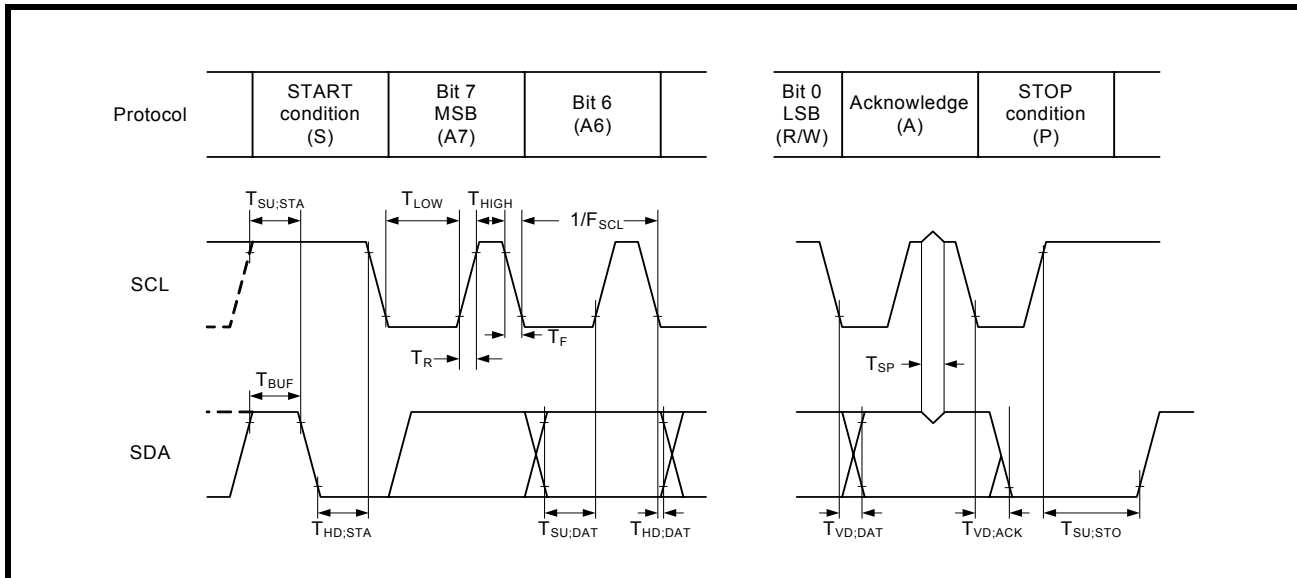 Protocol
START
condition
(S)
Bit 7
MSB
(A7)
Bit 6
(A6)
Bit 0
LSB
(R/W)
Acknowledge
(A)
STOP
condition
(P)
TSU;STA
TLOW
THIGH
1/FSCL
SCL
TR
TF
TSP
TBUF
SDA
THD;STA
TSU;DAT
THD;DAT
TVD;DAT
TVD;ACK
TSU;STO